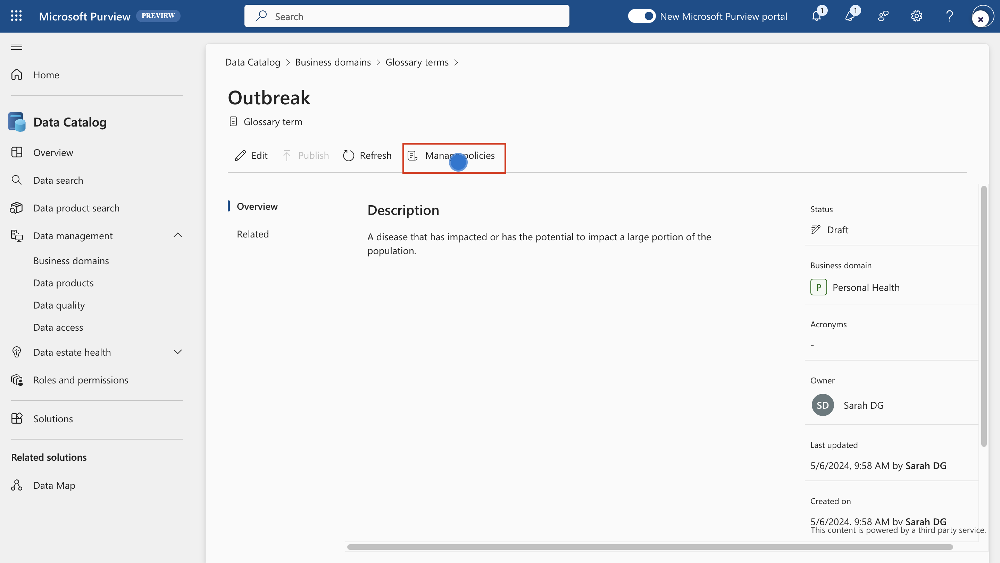 Microsoft Purview PREVIEW
Search
New Microsoft Purview portal
1
1
Home
Data Catalog
Overview
Data search
Data product search
Data management
Business domains
Data products
Data quality
Data access
Data estate health
Roles and permissions
Solutions
Related solutions
Data Map
Data Catalog > Business domains > Glossary terms >
Outbreak
Glossary term
Edit Publish Refresh Manage policies
Overview
Related
Description
A disease that has impacted or has the potential to impact a large portion of the
population.
Status
Draft
Business domain
P Personal Health
Acronyms
-
Owner
SD Sarah DG
Last updated
5/6/2024, 9:58 AM by Sarah DG
Created on
5/6/2024, 9:58 AM by Sarah DG
This content is powered by a third party service.